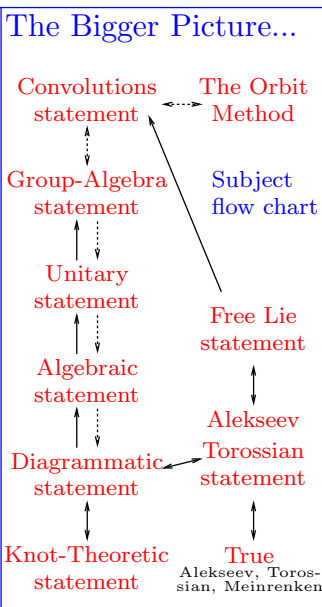 The Bigger Picture...
Convolutions
statement
The Orbit
Method
Group-Algebra
statement
Subject
flow chart
Unitary
statement
Free Lie
statement
Algebraic
statement
Alekseev
Torossian
statement
Diagrammatic
statement
Knot-Theoretic
statement
True
Alekseev, Toros-
sian, Meinrenken